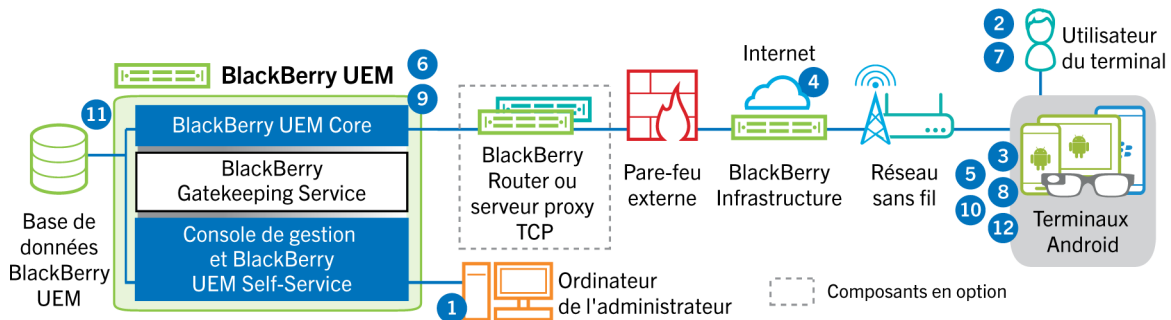 BlackBerry UEM
6
9
11
BlackBerry UEM Core
BlackBerry
Gatekeeping Service
Console de gestion
et BlackBerry
UEM Self-Service
Base de
données
BlackBerry
UEM
1
Ordinateur
de l'administrateur
BlackBerry
Router ou
serveur proxy
TCP
Pare-feu
externe
Internet
4
BlackBerry
Infrastructure
Réseau
sans fil
2
7
Utilisateur
du terminal
3
5
8
10
12
Terminaux
Android
Composants en option